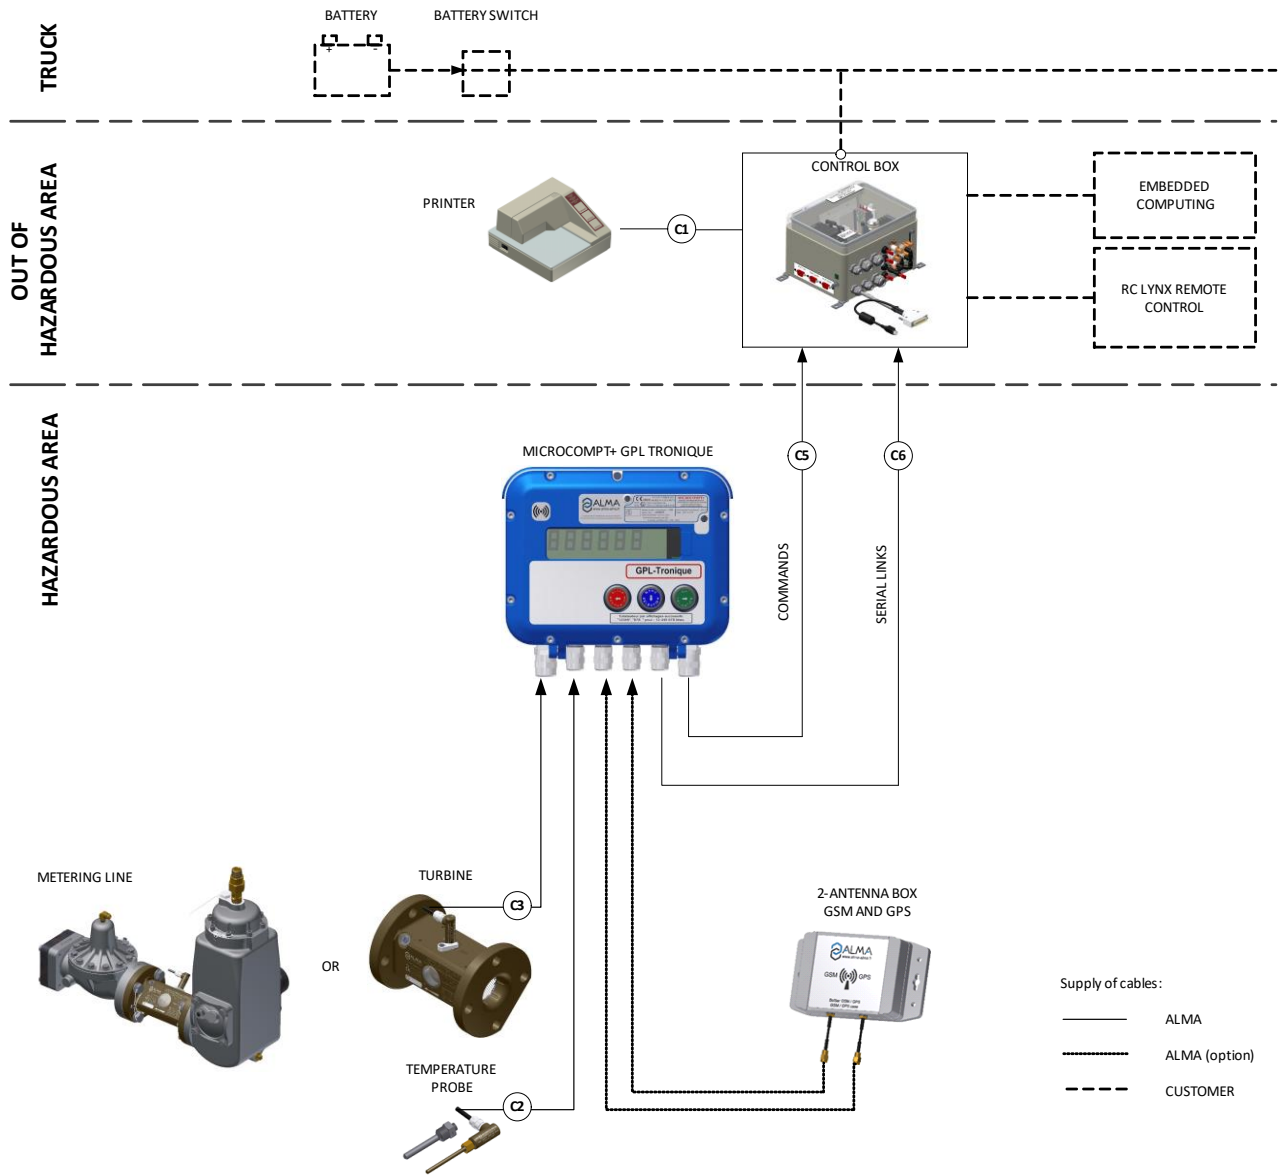 TRUCK
BATTERY
BATTERY SWITCH
+
-
OUT OF
HAZARDOUS AREA
PRINTER
C1
CONTROL BOX
EMBEDDED
COMPUTING
RC LYNX REMOTE
CONTROL
HAZARDOUS AREA
MICROCOMPT+ GPL TRONIQUE
C5
C6
ALMA
GPL-Tronique
COMMANDS
SERIAL LINKS
METERING LINE
OR
TURBINE
C3
TEMPERATURE
PROBE
C2
2-ANTENNA BOX
GSM AND GPS
ALMA
GSM
GPS
Supply of cables:
ALMA
ALMA (option)
CUSTOMER